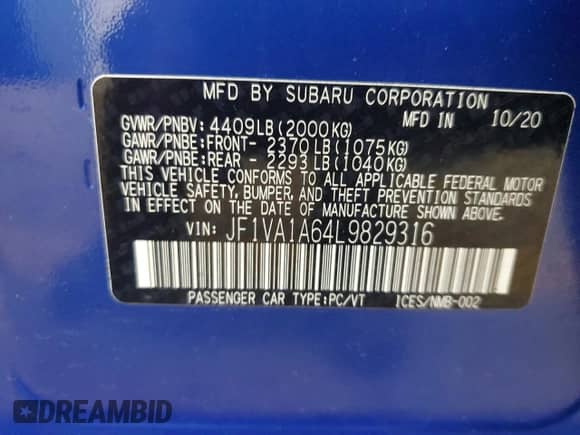 MFD BY SUBARU CORPORATION
MFD IN 10/20
GVWR/PNBV: 4409LB(2000KG)
GAWR/PNBE:FRONT- 2370LB(1075KG)
GAWR/PNBE:REAR - 2293LB(1040KG)
THIS VEHICLE CONFORMS TO ALL APPLICABLE FEDERAL MOTOR
VEHICLE SAFETY, BUMPER, AND THEFT PREVENTION STANDARDS
IN EFFECT ON THE DATE OF MANUFACTURE SHOWN ABOVE.
VIN: JF1VA1A64L9829316
PASSENGER CAR TYPE:PC/VT ICES/NMB-002
DREAMBID